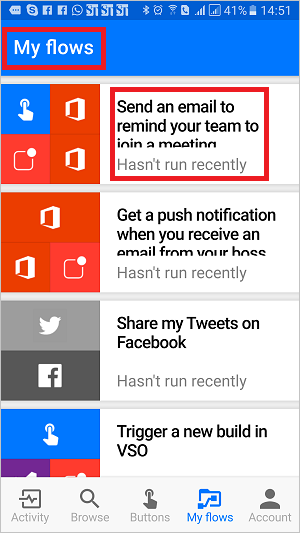 41% 14:51
My flows
Send an email to
remind your team to
join a meeting
Hasn't run recently
Get a push notification
when you receive an
email from your boss
Hasn't run recently
Share my Tweets on
Facebook
Hasn't run recently
Trigger a new build in
VSO
Activity
Browse
Buttons
My flows
Account